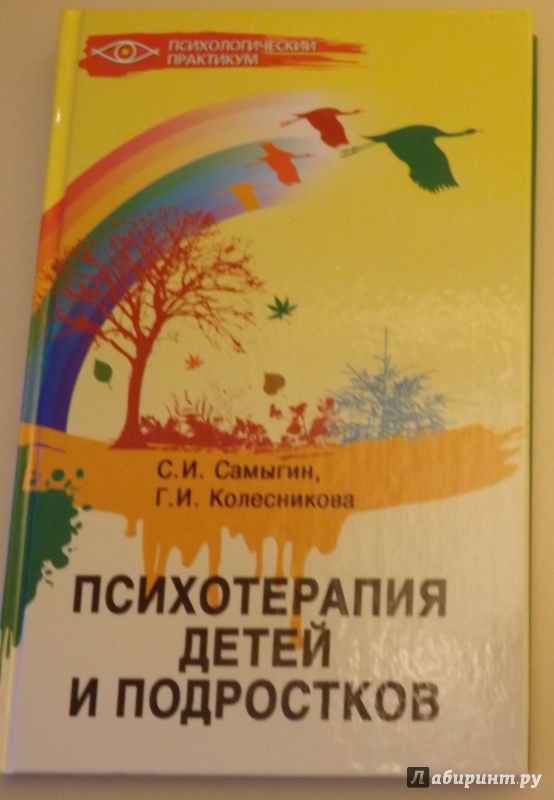 ПСИХОЛОГИЧЕСКИЙ
ПРАКТИКУМ
С.И. Самыгин,
Г.И. Колесникова
ПСИХОТЕРАПИЯ
ДЕТЕЙ
И ПОДРОСТКОВ
Лабиринт.ру